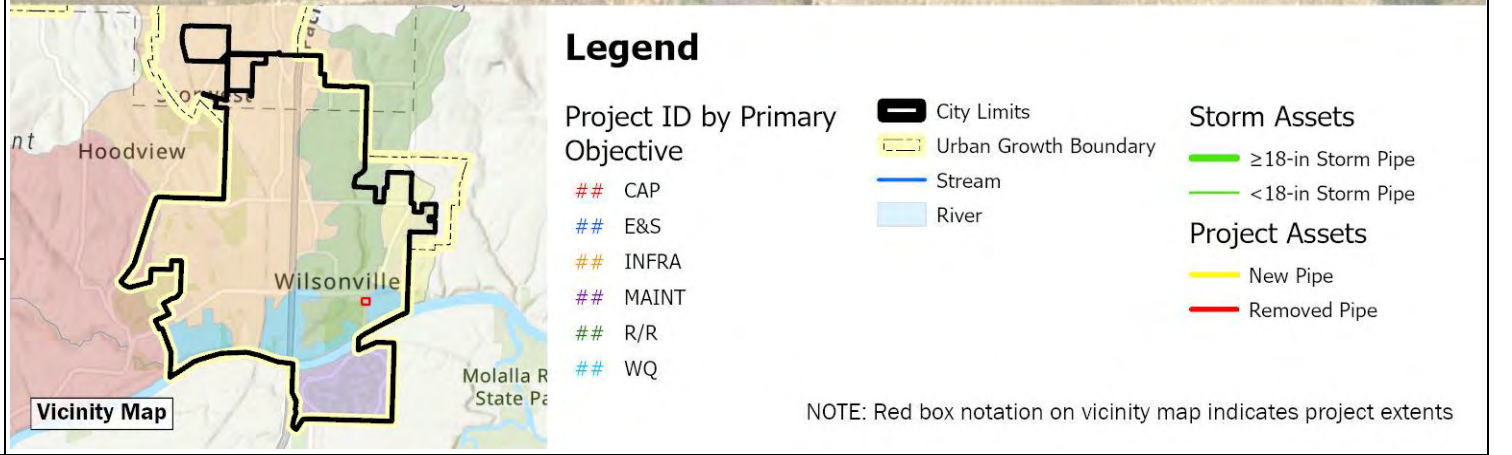 Hoodview
nt
Wilsonville
Molalla R
State Pa
Vicinity Map
Legend
Project ID by Primary
Objective
## CAP
## E&S
## INFRA
## MAINT
## R/R
## WQ
City Limits
Urban Growth Boundary
Stream
River
Storm Assets
≥18-in Storm Pipe
<18-in Storm Pipe
Project Assets
New Pipe
Removed Pipe
NOTE: Red box notation on vicinity map indicates project extents